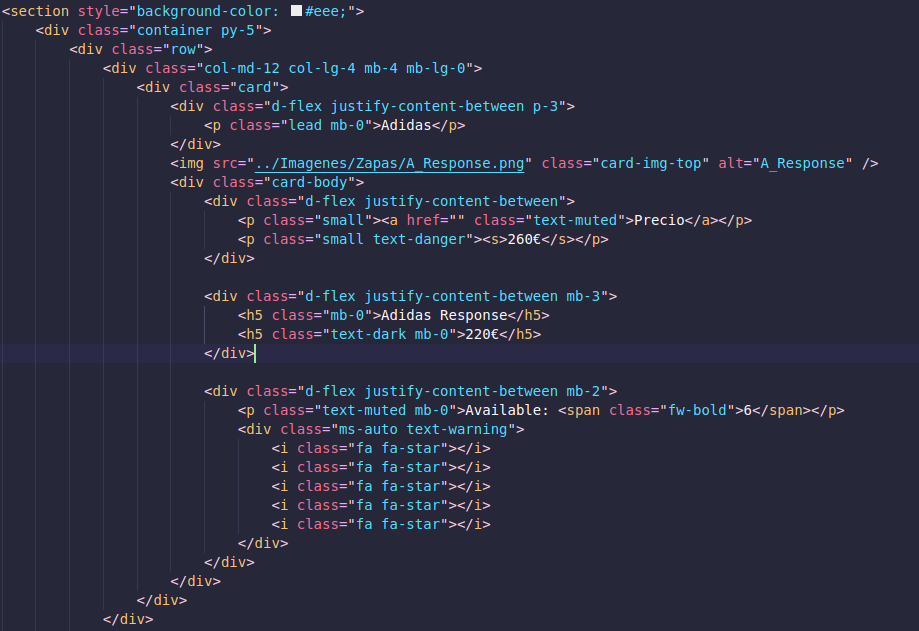 <section style="background-color: #eee;">
<div class="container py-5">
<div class="row">
<div class="col-md-12 col-lg-4 mb-4 mb-lg-0">
<div class="card">
<div class="d-flex justify-content-between p-3">
<p class="lead mb-0">Adidas</p>
</div>
<img src="../Imagenes/Zapas/A_Response.png" class="card-img-top" alt="A_Response" />
<div class="card-body">
<div class="d-flex justify-content-between">
<p class="small"><a href="" class="text-muted">Precio</a></p>
<p class="small text-danger"><s>260€</s></p>
</div>
<div class="d-flex justify-content-between mb-3">
<h5 class="mb-0">Adidas Response</h5>
<h5 class="text-dark mb-0">220€</h5>
</div>
<div class="d-flex justify-content-between mb-2">
<p class="text-muted mb-0">Available: <span class="fw-bold">6</span></p>
<div class="ms-auto text-warning">
<i class="fa fa-star"></i>
<i class="fa fa-star"></i>
<i class="fa fa-star"></i>
<i class="fa fa-star"></i>
<i class="fa fa-star"></i>
</div>
</div>
</div>
</div>
</div>